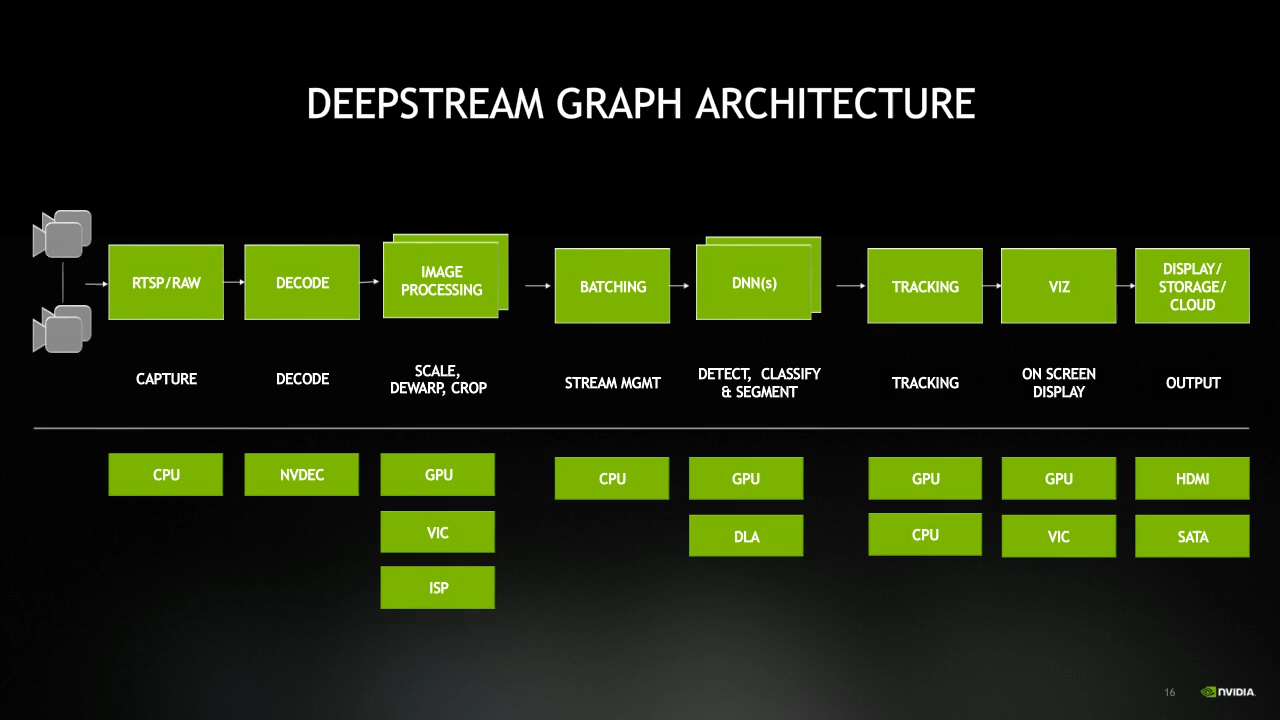 DEEPSTREAM GRAPH ARCHITECTURE
RTSP/RAW
DECODE
IMAGE
PROCESSING
BATCHING
DNN(s)
TRACKING
VIZ
DISPLAY/
STORAGE/
CLOUD
CAPTURE
DECODE
SCALE,
DEWARP, CROP
STREAM MGMT
DETECT, CLASSIFY
& SEGMENT
TRACKING
ON SCREEN
DISPLAY
OUTPUT
CPU
NVDEC
GPU
CPU
GPU
GPU
GPU
HDMI
VIC
DLA
CPU
VIC
SATA
ISP
16
NVIDIA.